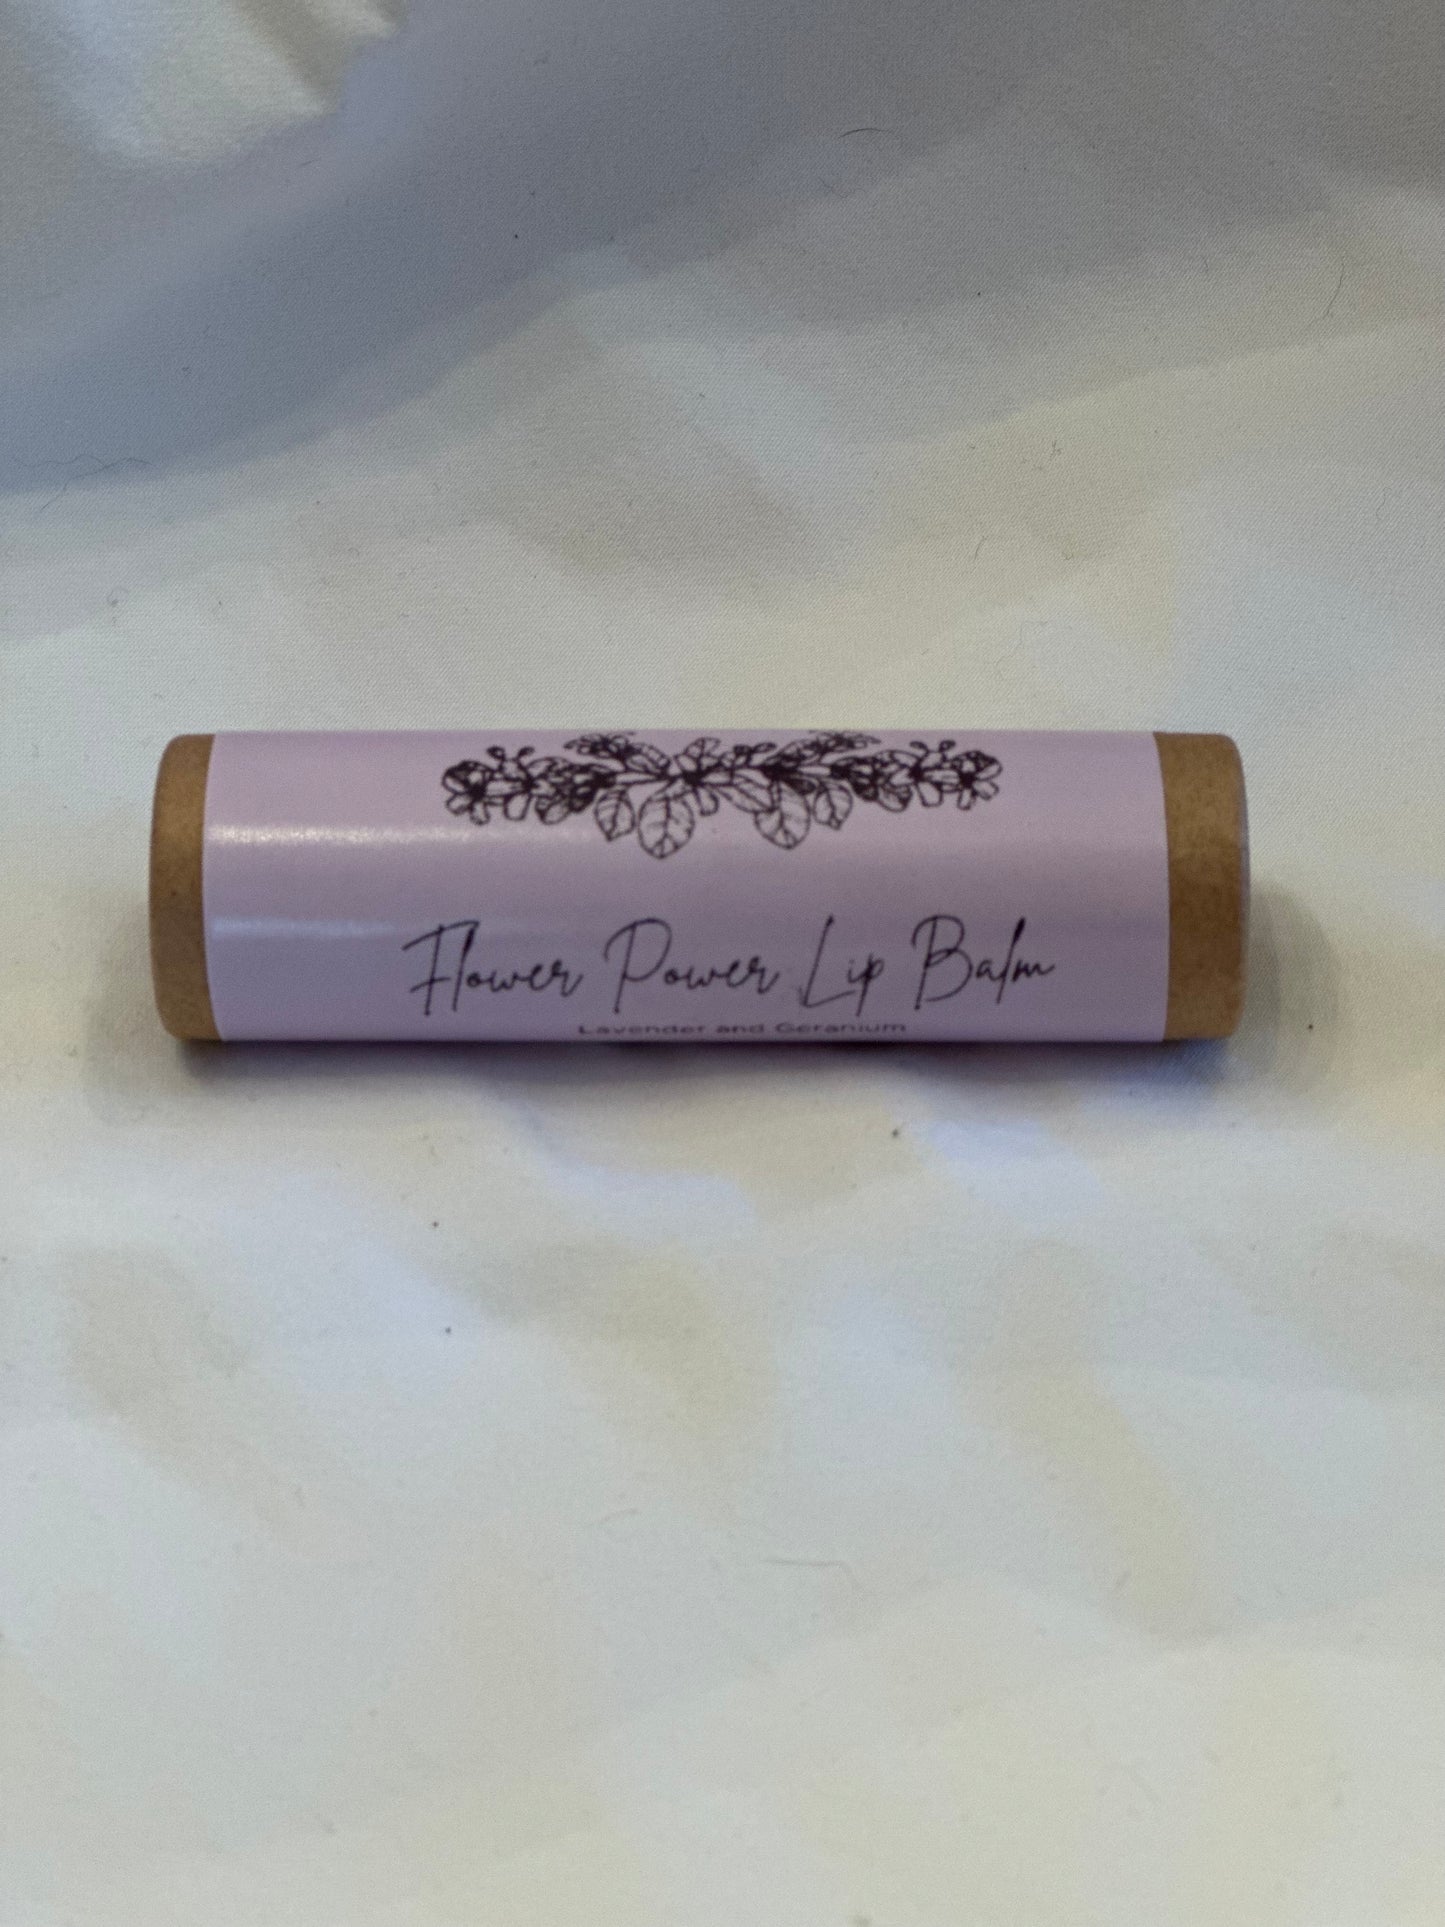 Flower Power Lip Balm
Lavender and Geranium